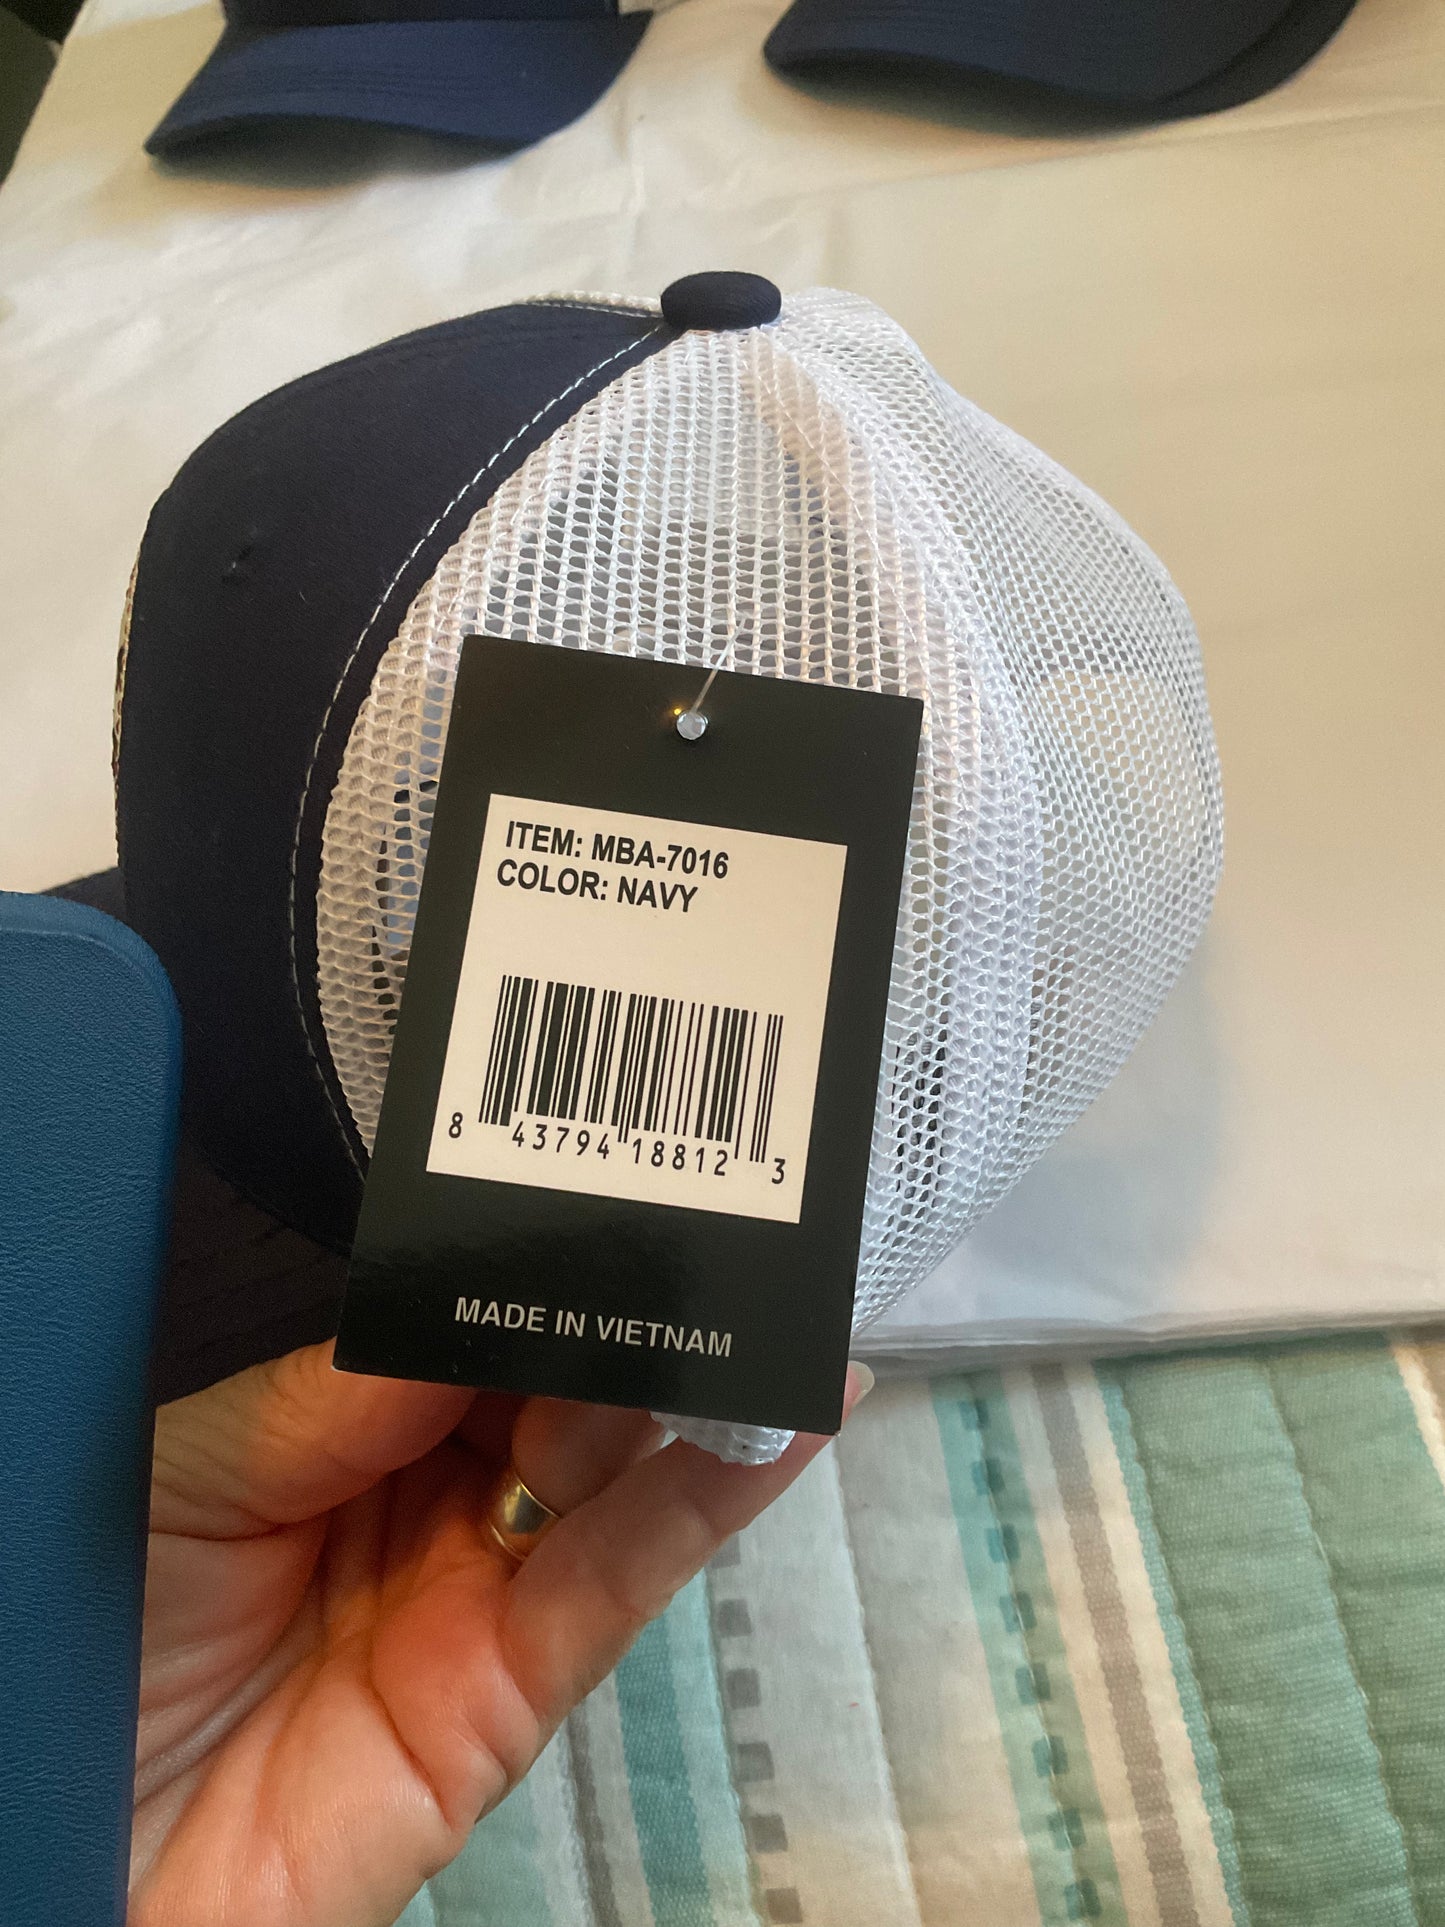 ITEM: MBA-7016
COLOR: NAVY
8 43794 18812 3
MADE IN VIETNAM